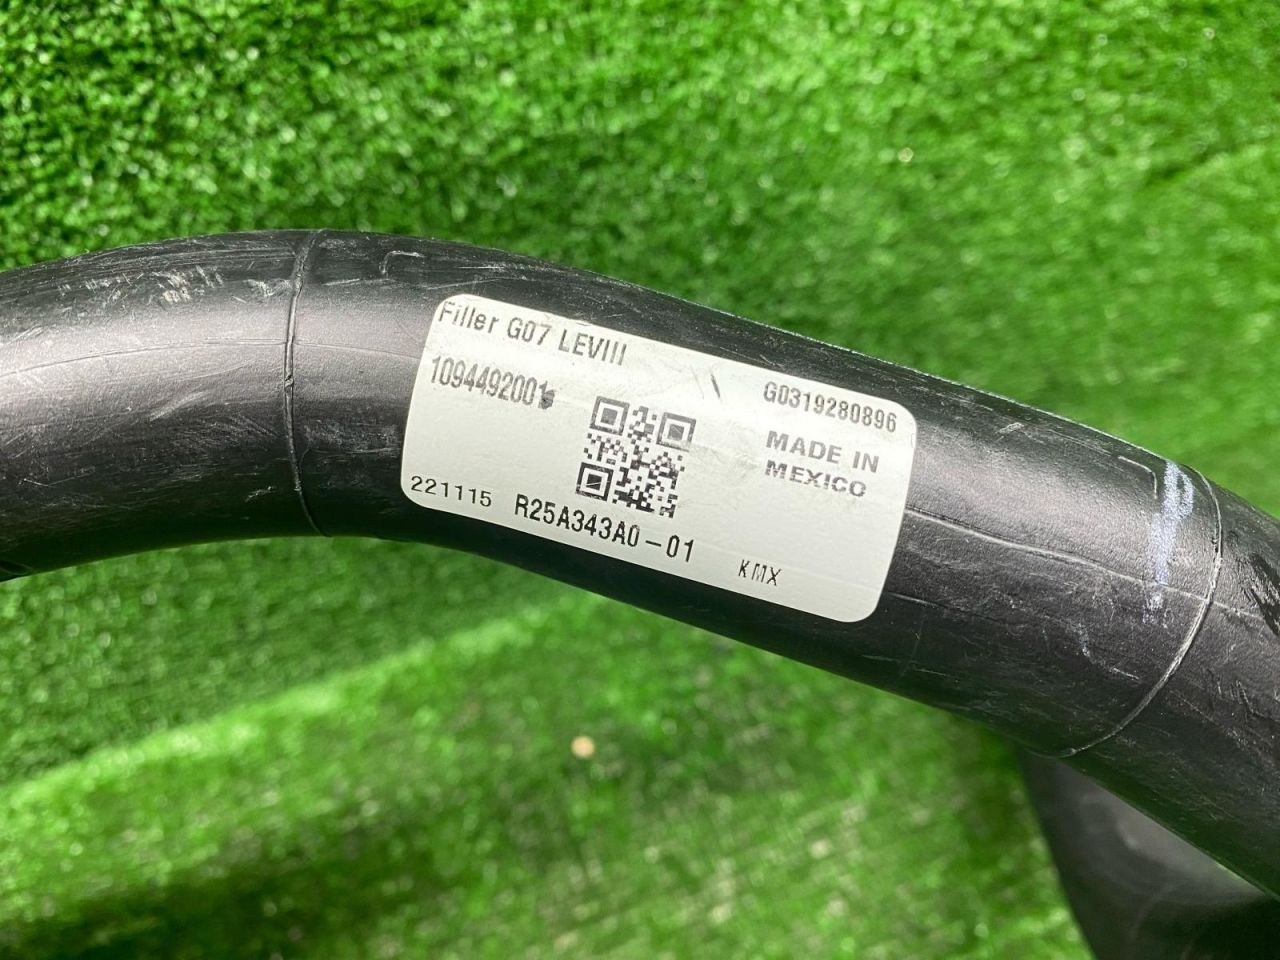 Filler G07 LEVIII
G0319280896
1094492001
MADE IN
MEXICO
221115 R25A343A0-01
KMX